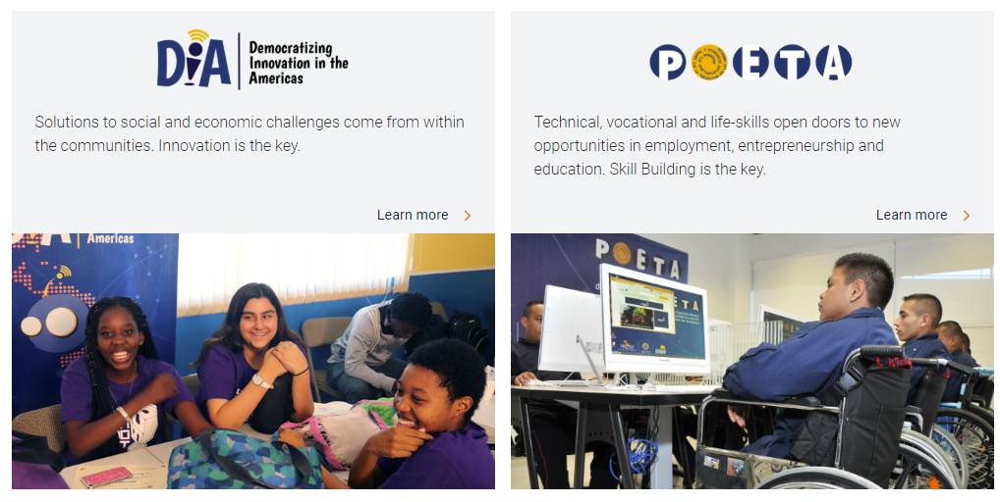 DIA
Democratizing
Innovation in the
Americas
Solutions to social and economic challenges come from within
the communities. Innovation is the key.
Learn more
Americas
POETA
Technical, vocational and life-skills open doors to new
opportunities in employment, entrepreneurship and
education. Skill Building is the key.
Learn more
POETA